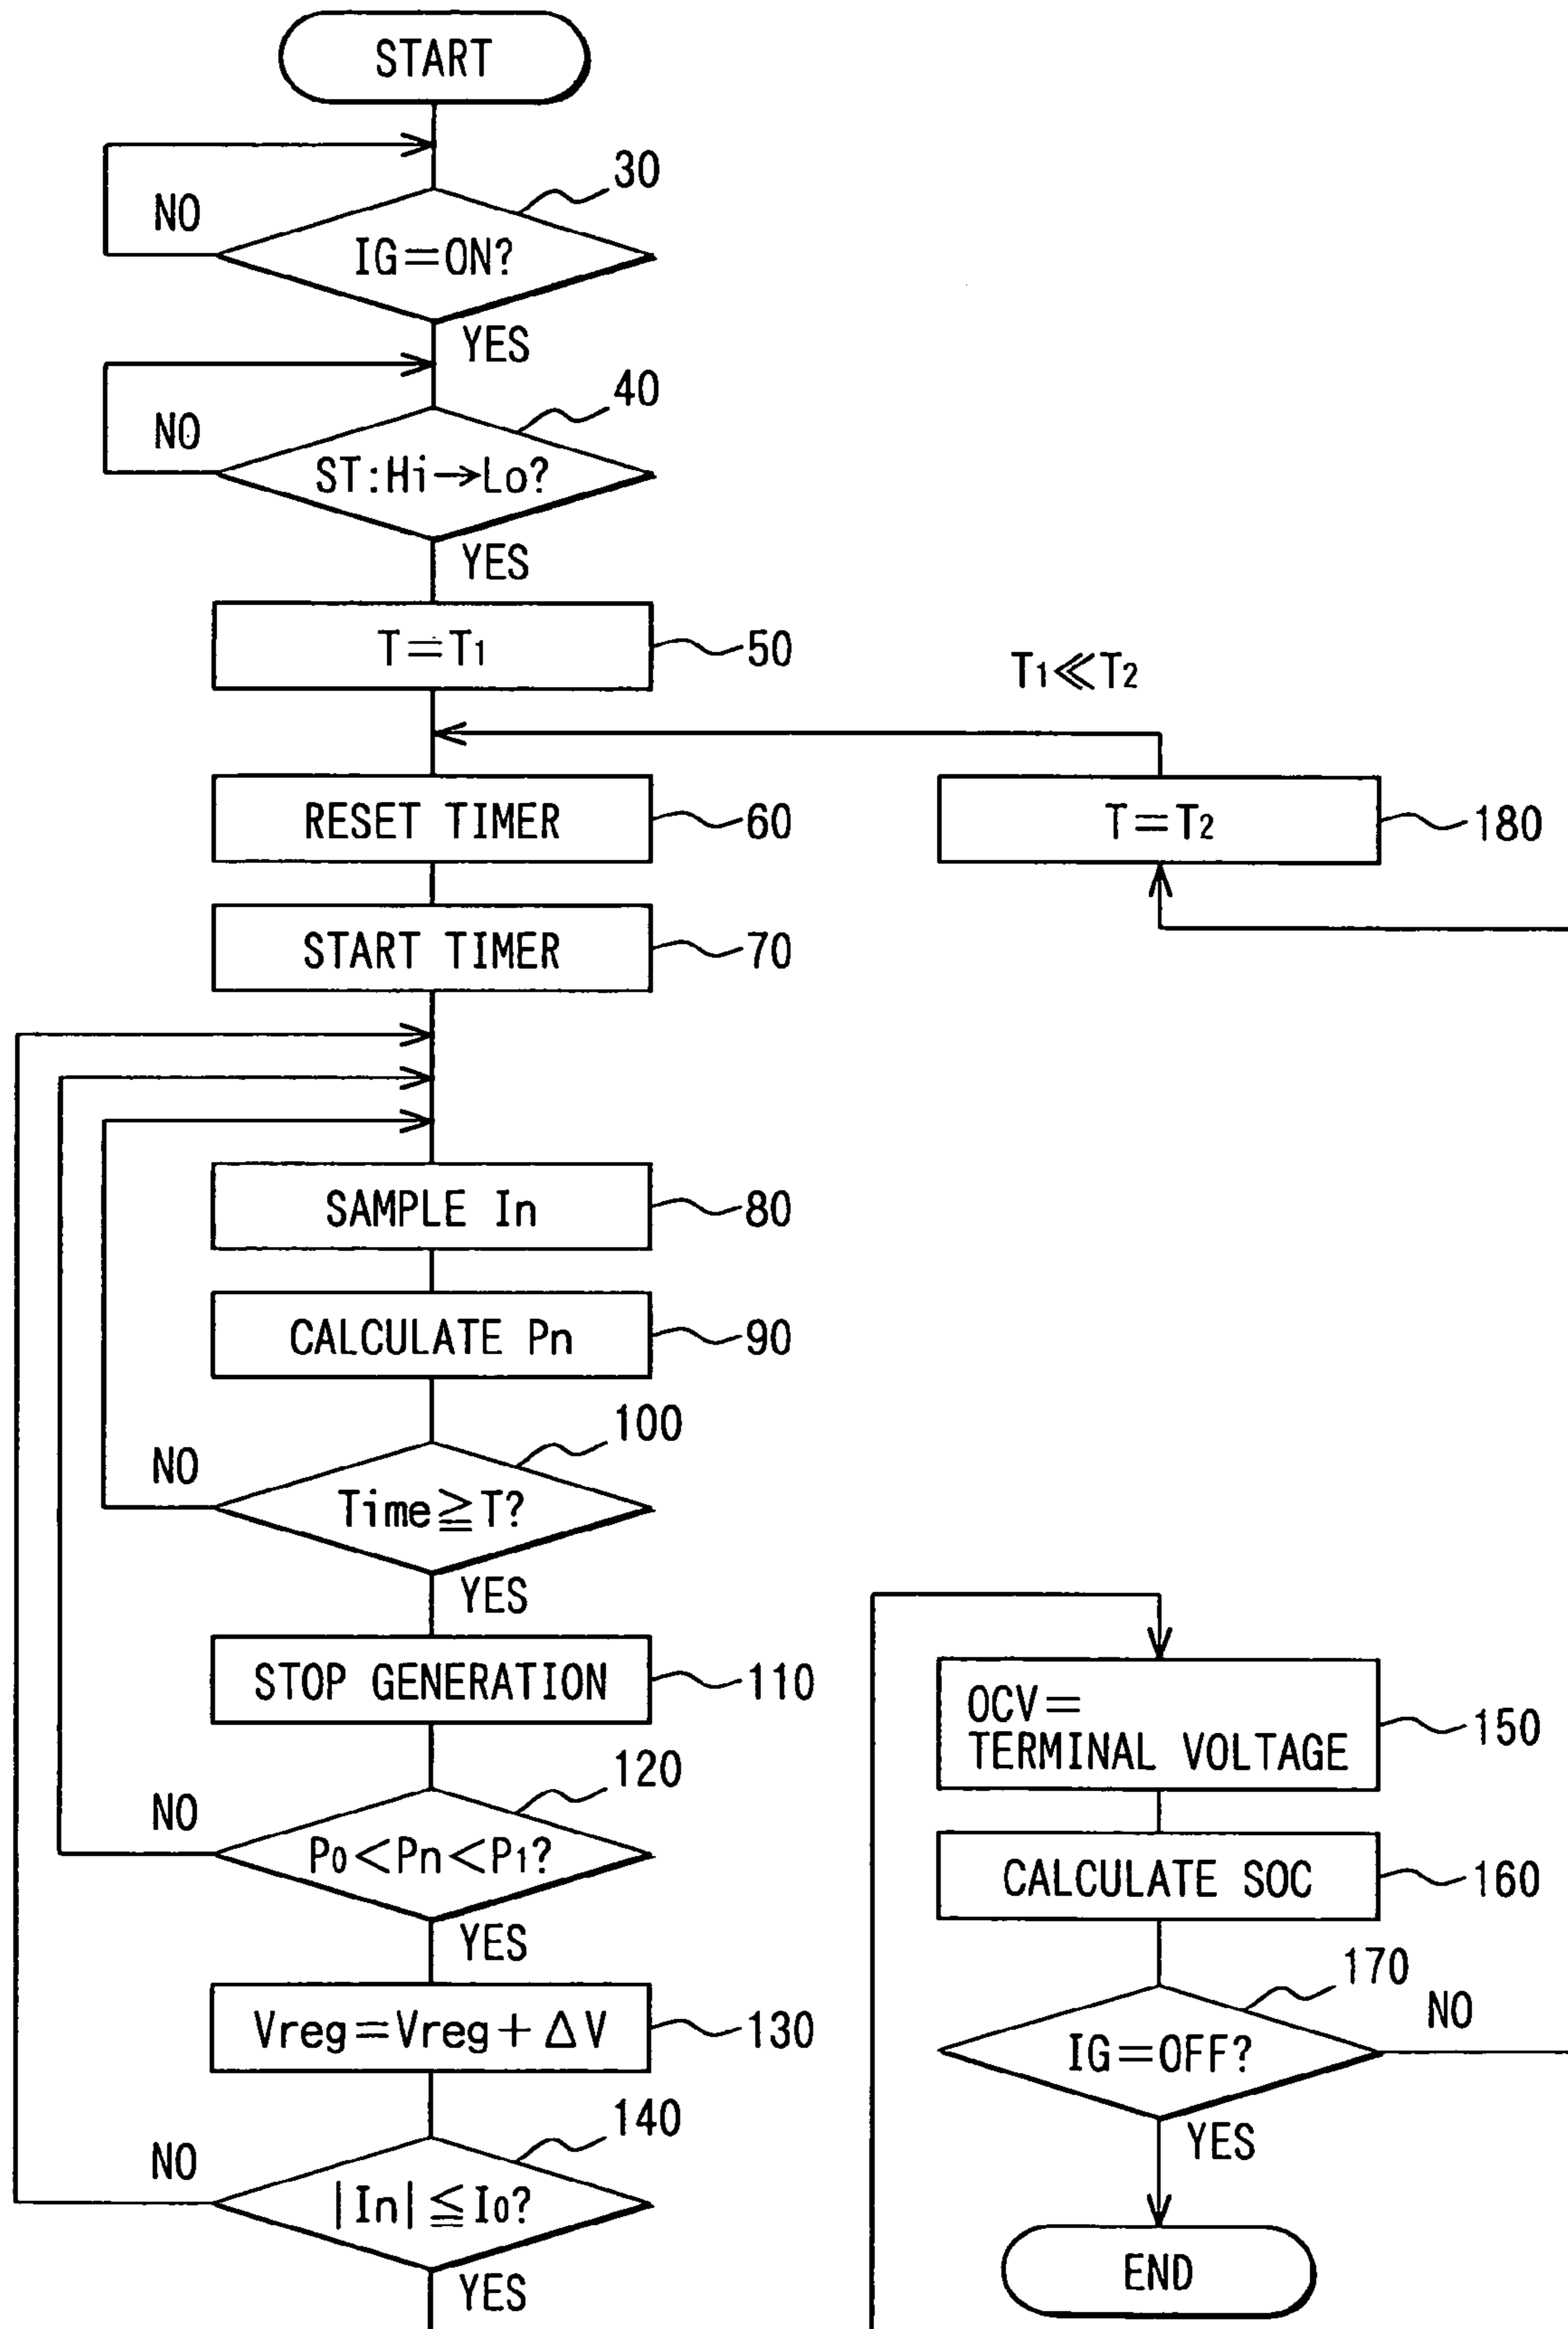 START
30
NO
IG=ON?
YES
40
NO
ST:Hi→Lo?
YES
T=T1
50
T1≪T2
RESET TIMER
60
T=T2
180
START TIMER
70
SAMPLE In
80
CALCULATE Pn
90
100
NO
Time≧T?
YES
STOP GENERATION
110
120
NO
P0<Pn<P1?
YES
Vreg=Vreg+ΔV
130
140
NO
|In|≦I0?
YES
OCV=
TERMINAL VOLTAGE
150
CALCULATE SOC
160
170
NO
IG=OFF?
YES
END